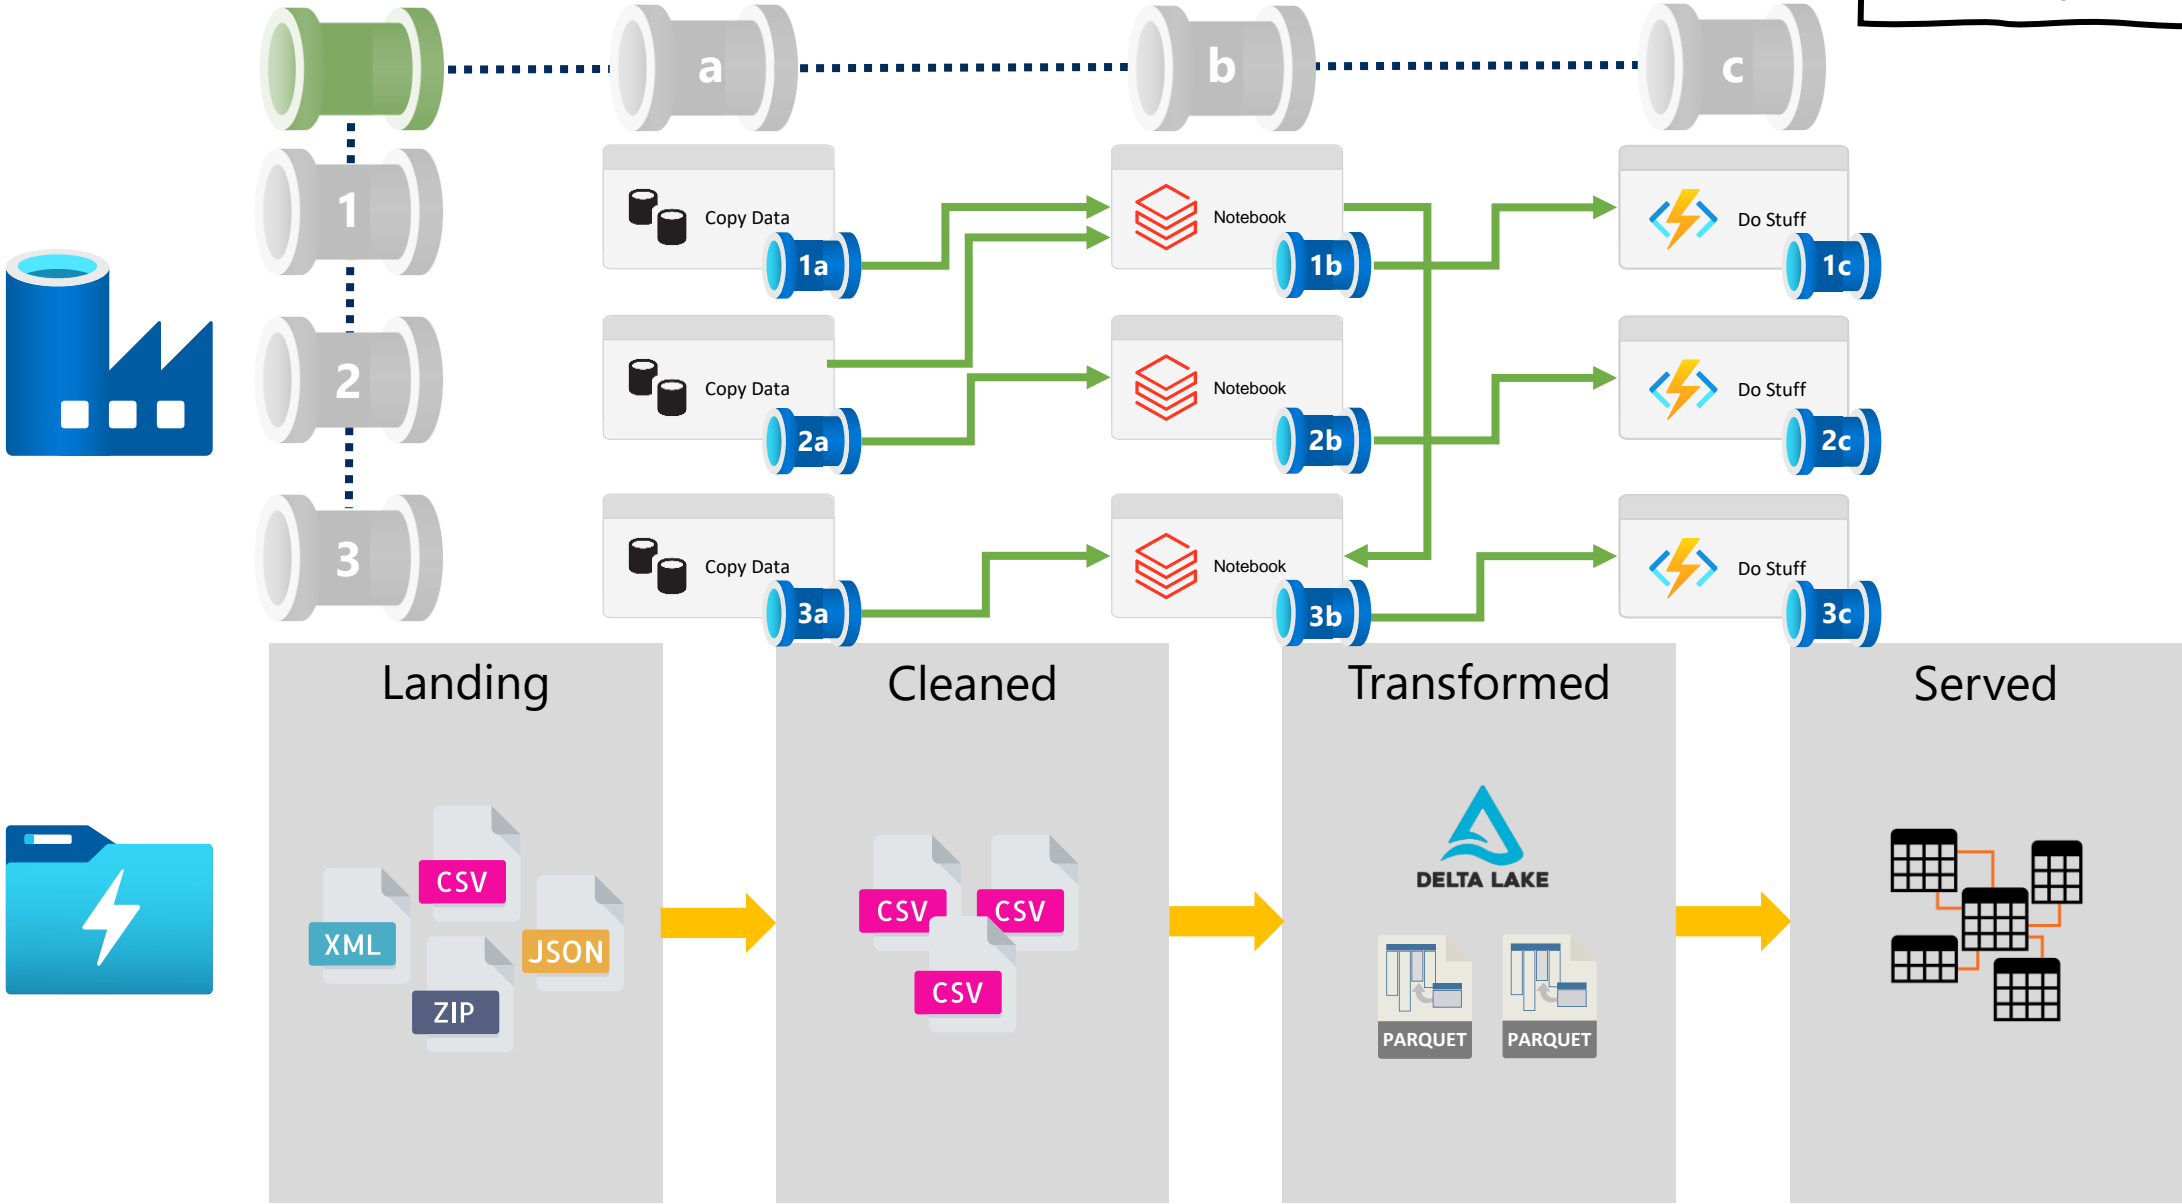 a
b
c
1
Copy Data
1a
Notebook
1b
Do Stuff
1c
2
Copy Data
2a
Notebook
2b
Do Stuff
2c
3
Copy Data
3a
Notebook
3b
Do Stuff
3c
Landing
Cleaned
Transformed
Served
CSV
XML
JSON
ZIP
CSV
CSV
CSV
DELTA LAKE
PARQUET
PARQUET